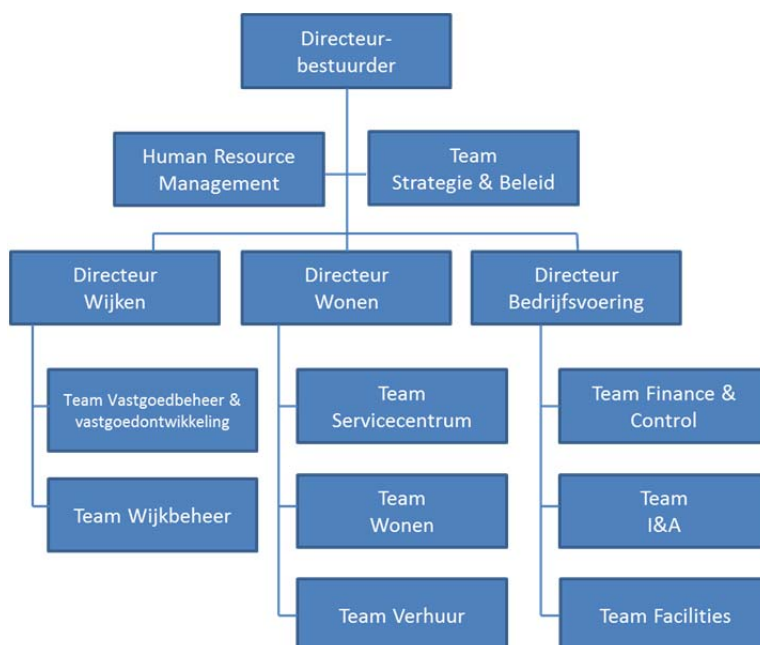 Directeur-
bestuurder
Human Resource
Management
Team
Strategie & Beleid
Directeur
Wijken
Directeur
Wonen
Directeur
Bedrijfsvoering
Team Vastgoedbeheer &
vastgoedontwikkeling
Team
Servicecentrum
Team Finance &
Control
Team Wijkbeheer
Team
Wonen
Team
I&A
Team Verhuur
Team Facilities